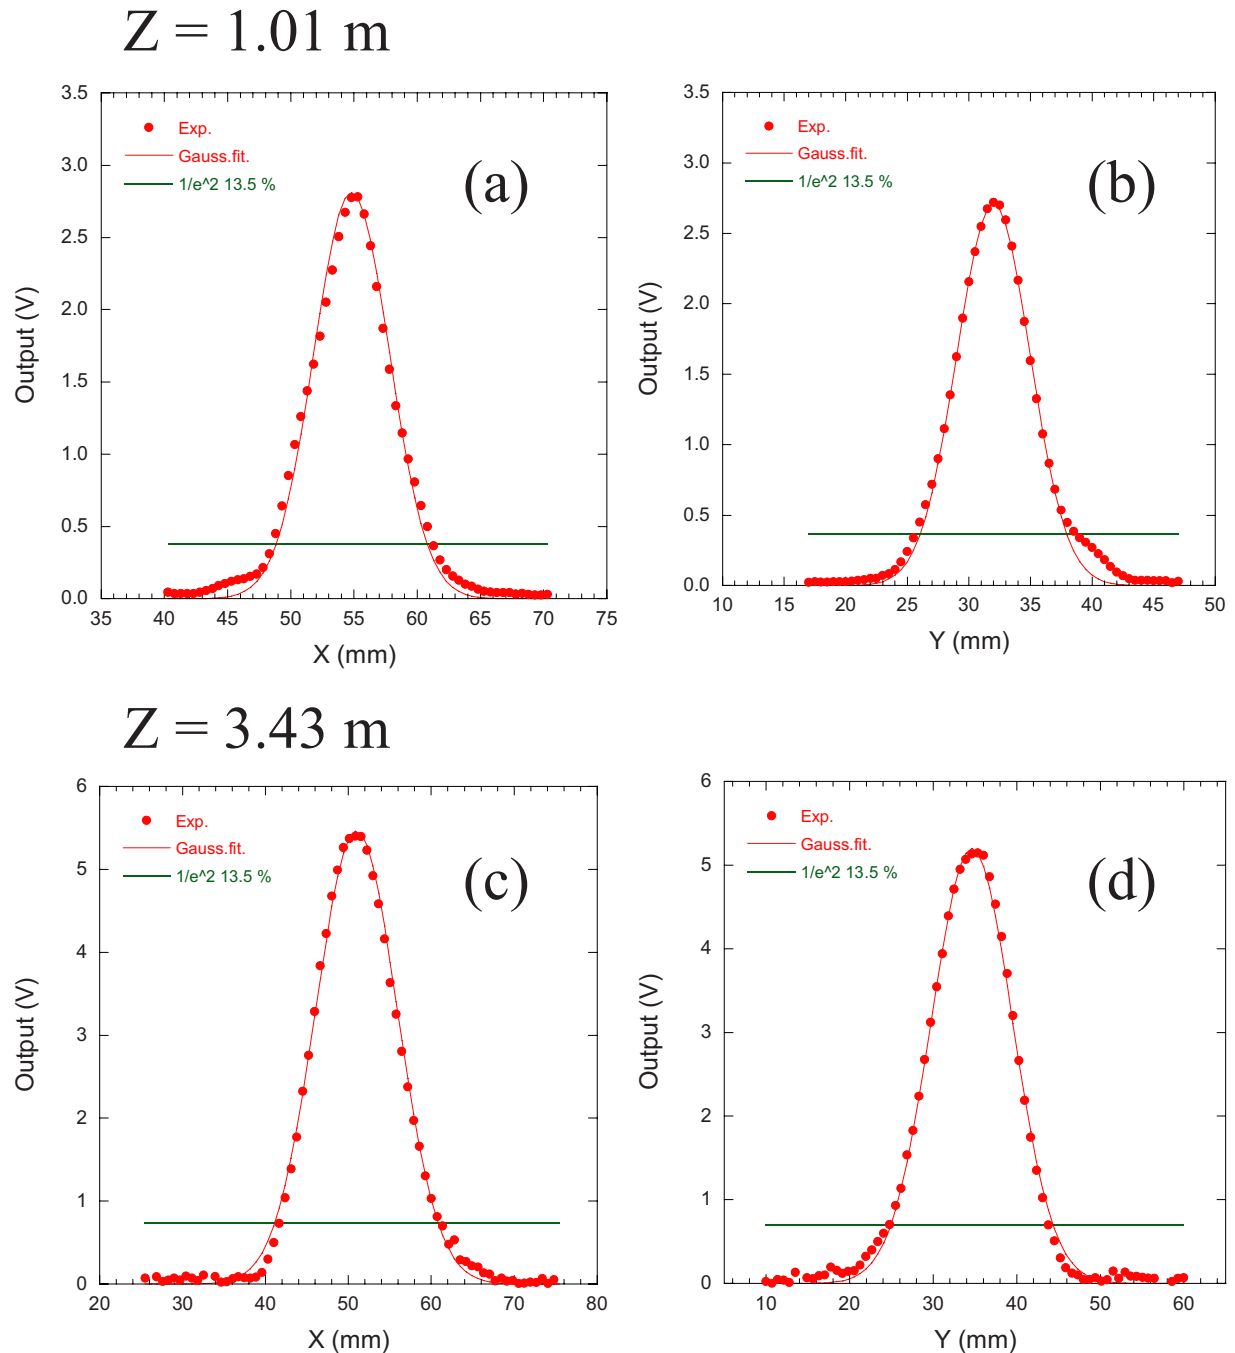 Z = 1.01 m
3.5
3.0
2.5
2.0
1.5
1.0
0.5
0.0
Output (V)
Exp.
Gauss.fit.
1/e^2 13.5 %
(a)
35 40 45 50 55 60 65 70 75
X (mm)
3.5
3.0
2.5
2.0
1.5
1.0
0.5
0.0
Output (V)
Exp.
Gauss.fit.
1/e^2 13.5 %
(b)
10 15 20 25 30 35 40 45 50
Y (mm)
Z = 3.43 m
6
5
4
3
2
1
0
Output (V)
Exp.
Gauss.fit.
1/e^2 13.5 %
(c)
20 30 40 50 60 70 80
X (mm)
6
5
4
3
2
1
0
Output (V)
Exp.
Gauss.fit.
1/e^2 13.5 %
(d)
10 20 30 40 50 60
Y (mm)